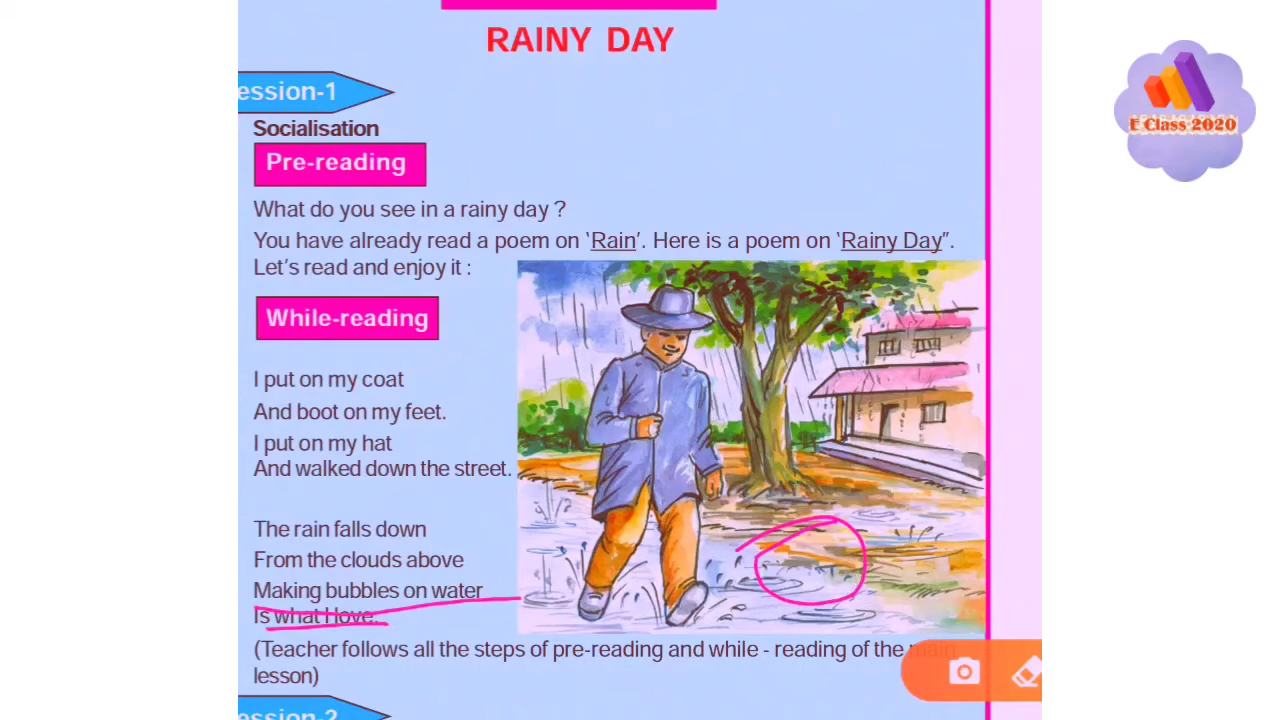 RAINY DAY
ession-1
Socialisation
Pre-reading
What do you see in a rainy day ?
You have already read a poem on ‘Rain’. Here is a poem on ‘Rainy Day”.
Let’s read and enjoy it :
While-reading
I put on my coat
And boot on my feet.
I put on my hat
And walked down the street.
The rain falls down
From the clouds above
Making bubbles on water
Is what I love.
(Teacher follows all the steps of pre-reading and while - reading of the main
lesson)
ession-2
E Class 2020